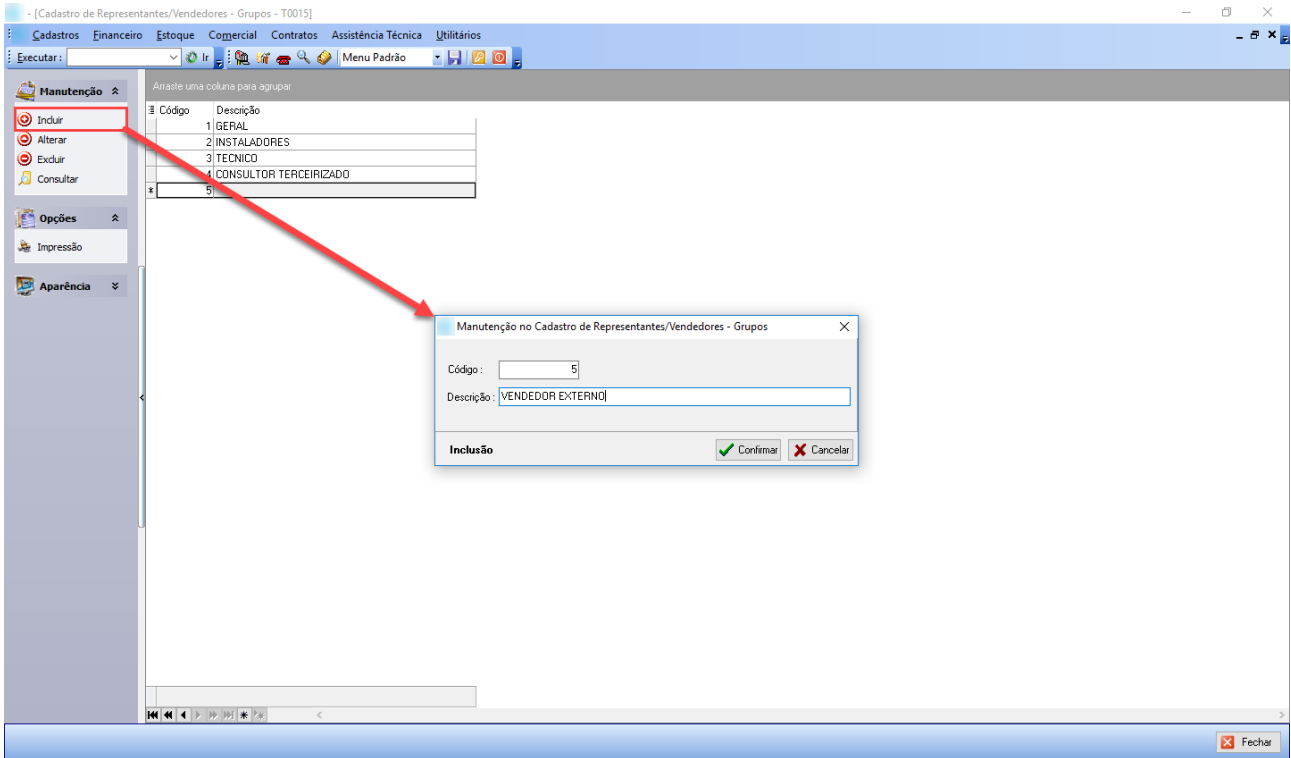 - [Cadastro de Representantes/Vendedores - Grupos - T0015]
Cadastros Financeiro Estoque Comercial Contratos Assistência Técnica Utilitários
Executar : Ir Menu Padrão
Manutenção
Incluir
Alterar
Excluir
Consultar
Opções
Impressão
Aparência
Arraste uma coluna para agrupar
Código Descrição
1 GERAL
2 INSTALADORES
3 TECNICO
4 CONSULTOR TERCEIRIZADO
* 5
Manutenção no Cadastro de Representantes/Vendedores - Grupos
Código : 5
Descrição : VENDEDOR EXTERNO
Inclusão Confirmar Cancelar
Fechar